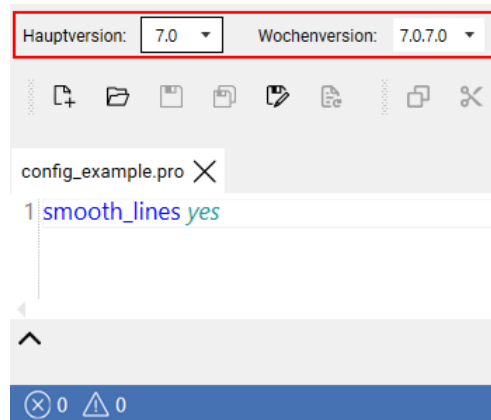 Hauptversion: 7.0 Wochenversion: 7.0.7.0
config_example.pro
1 smooth_lines yes
0 0